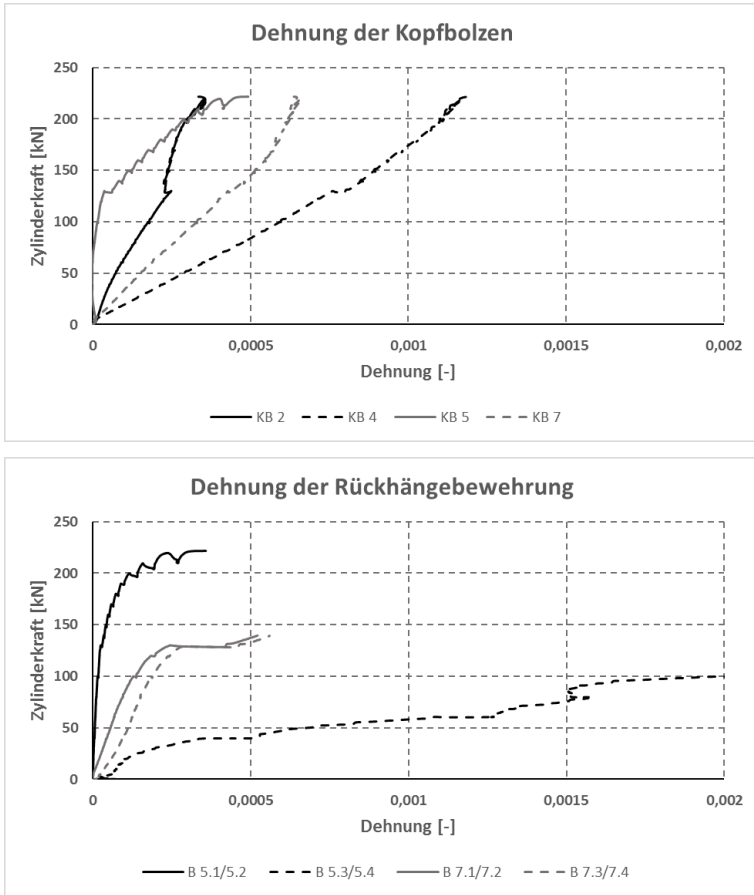 Dehnung der Kopfbolzen
250
200
150
100
50
0
Zylinderkraft [kN]
0 0,0005 0,001 0,0015 0,002
Dehnung [-]
KB 2 KB 4 KB 5 KB 7
Dehnung der Rückhängebewehrung
250
200
150
100
50
0
Zylinderkraft [kN]
0 0,0005 0,001 0,0015 0,002
Dehnung [-]
B 5.1/5.2 B 5.3/5.4 B 7.1/7.2 B 7.3/7.4